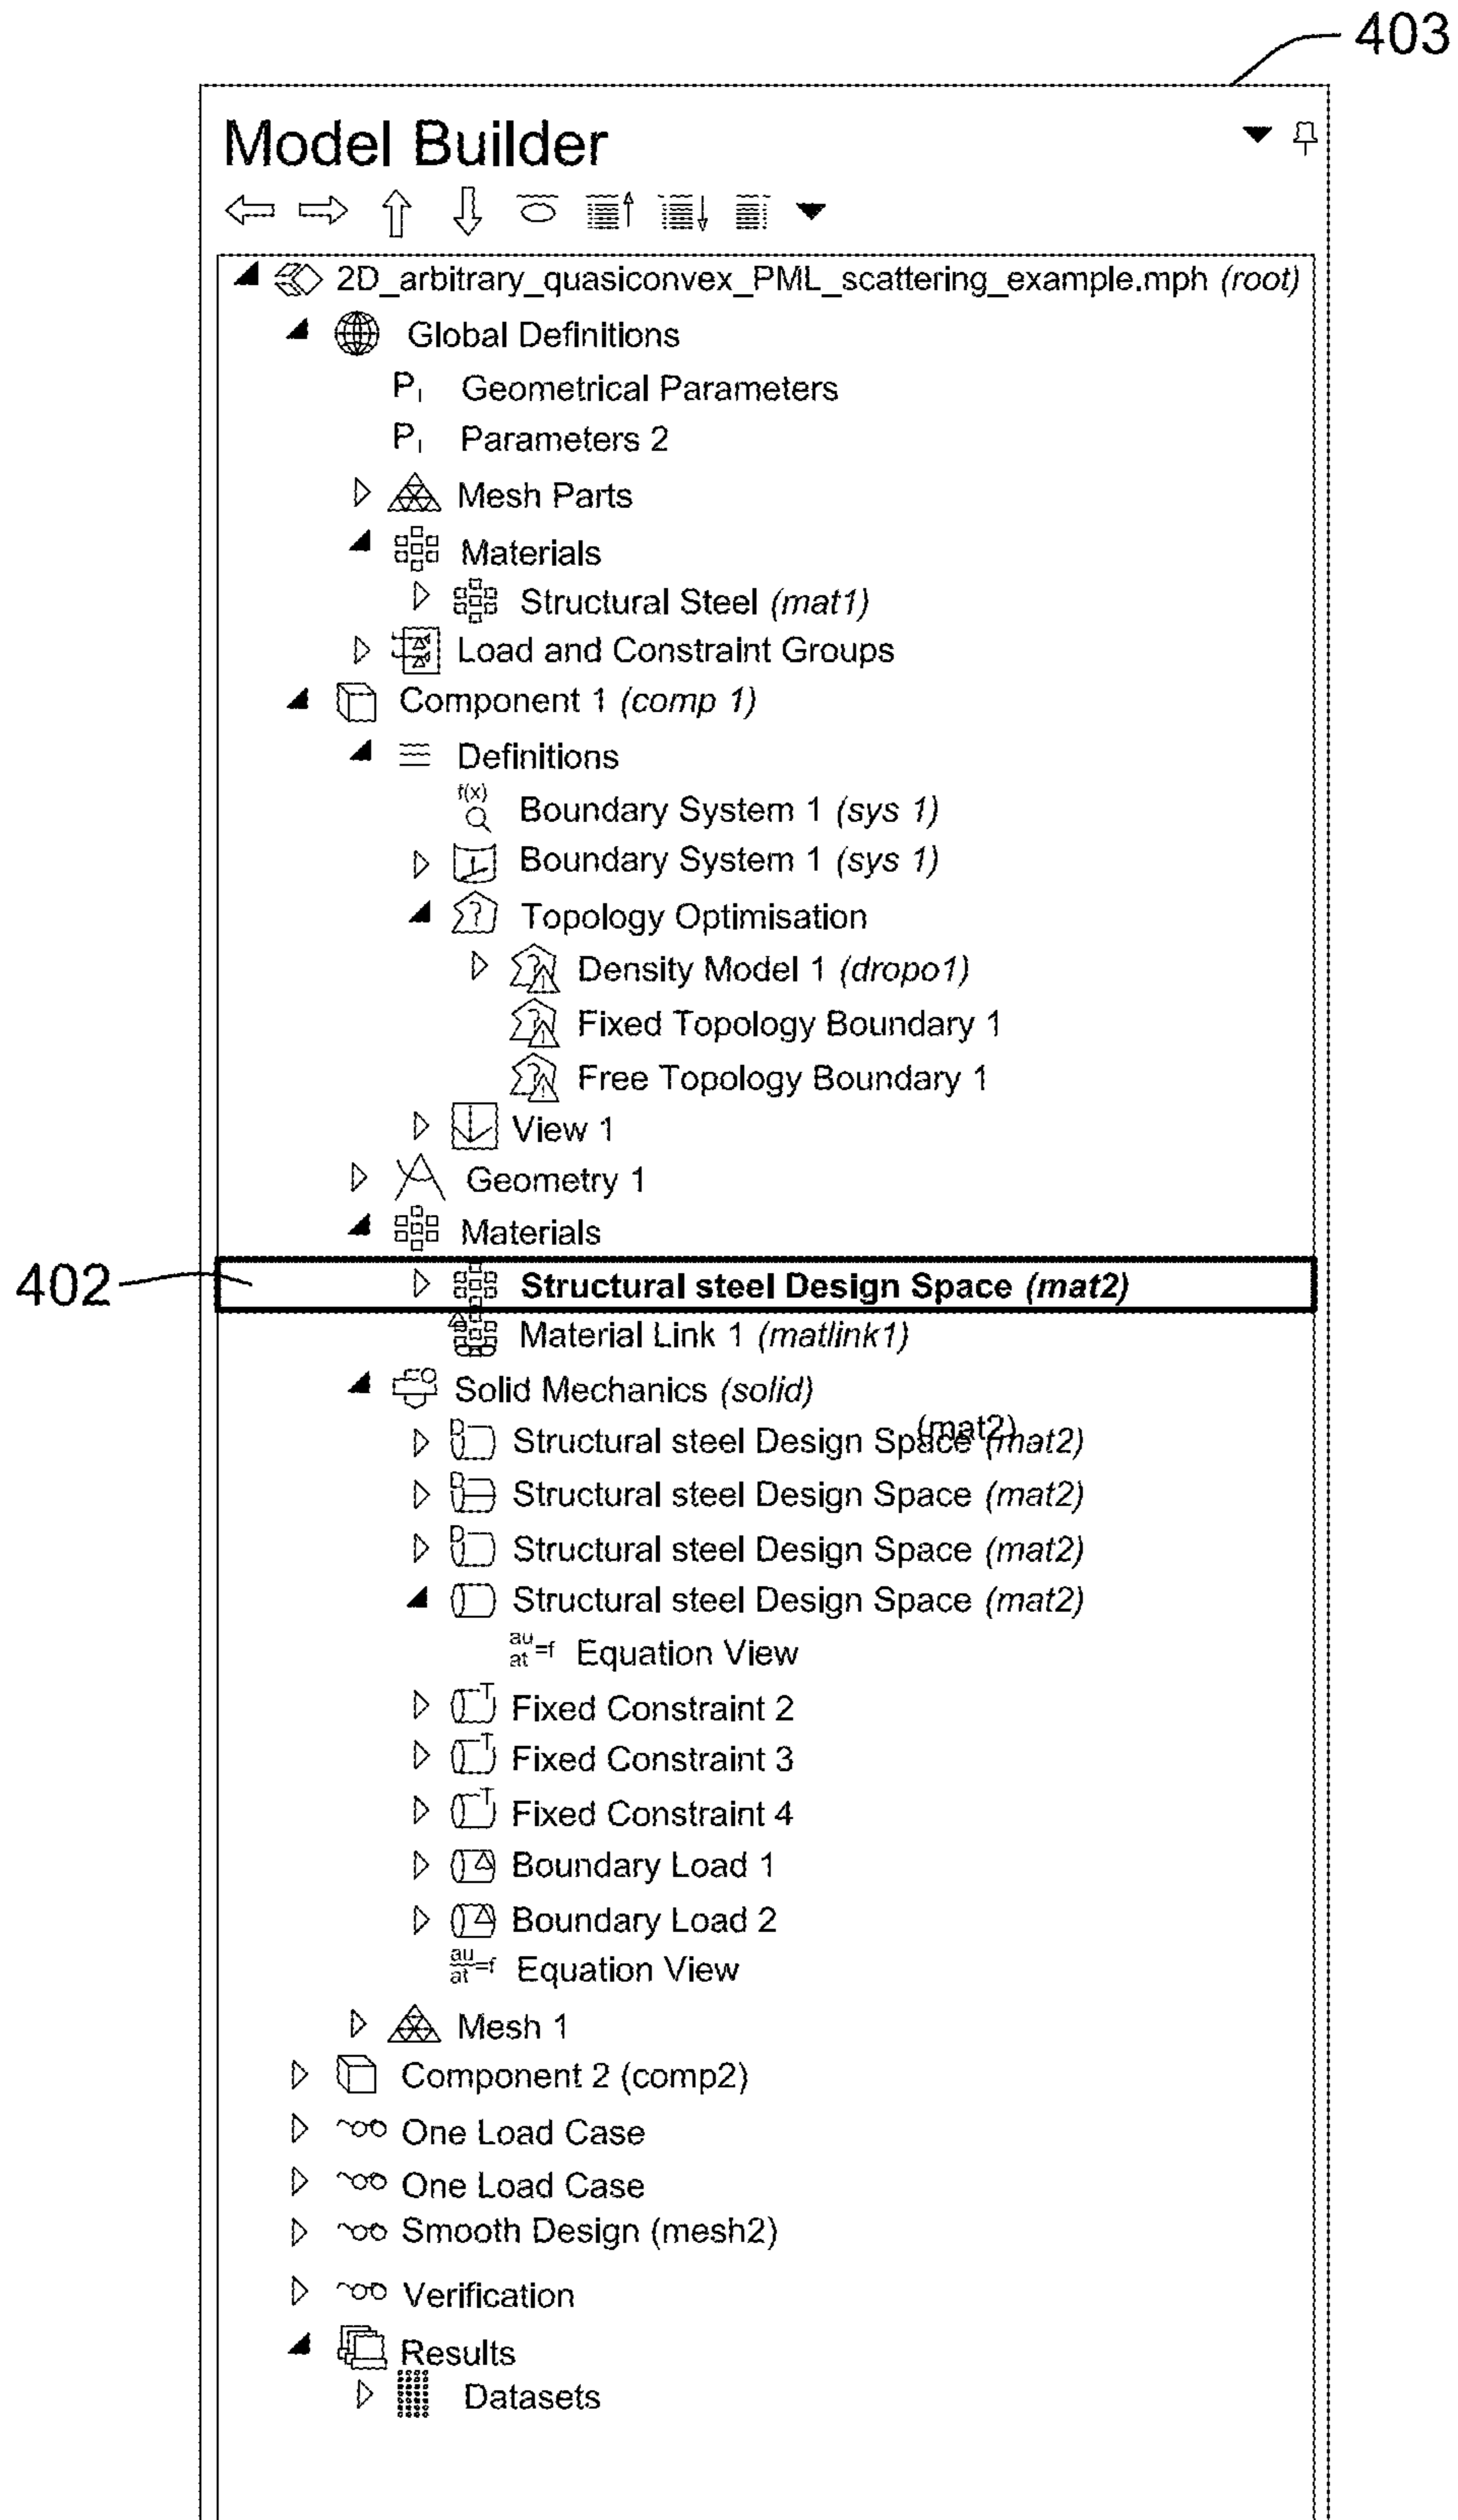 403
Model Builder
2D_arbitrary_quasiconvex_PML_scattering_example.mph (root)
Global Definitions
Pı Geometrical Parameters
Pı Parameters 2
Mesh Parts
Materials
Structural Steel (mat1)
Load and Constraint Groups
Component 1 (comp 1)
Definitions
f(x) Boundary System 1 (sys 1)
Boundary System 1 (sys 1)
Topology Optimisation
Density Model 1 (dropo1)
Fixed Topology Boundary 1
Free Topology Boundary 1
View 1
Geometry 1
Materials
402 Structural steel Design Space (mat2)
Material Link 1 (matlink1)
Solid Mechanics (solid)
(mat2)
Structural steel Design Space (mat2)
Structural steel Design Space (mat2)
Structural steel Design Space (mat2)
Structural steel Design Space (mat2)
au/at=f Equation View
Fixed Constraint 2
Fixed Constraint 3
Fixed Constraint 4
Boundary Load 1
Boundary Load 2
au/at=f Equation View
Mesh 1
Component 2 (comp2)
One Load Case
One Load Case
Smooth Design (mesh2)
Verification
Results
Datasets